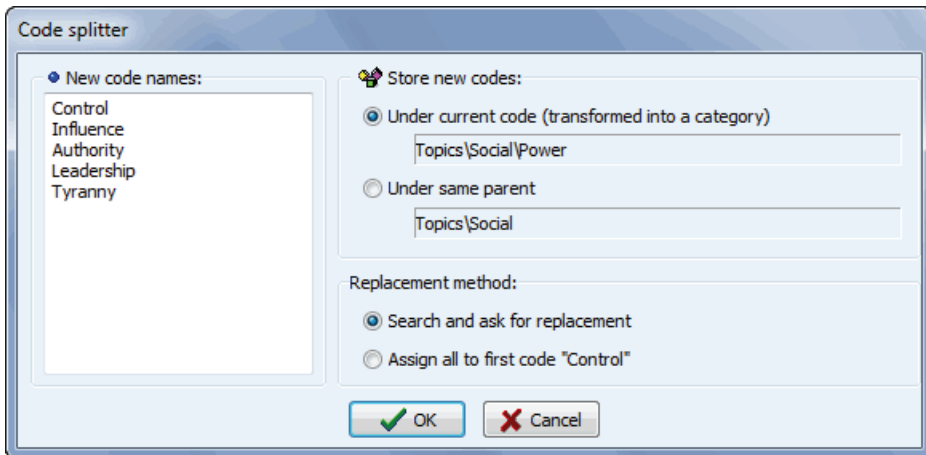 Code splitter
New code names:
Control
Influence
Authority
Leadership
Tyranny
Store new codes:
Under current code (transformed into a category)
Topics\Social\Power
Under same parent
Topics\Social
Replacement method:
Search and ask for replacement
Assign all to first code "Control"
OK
Cancel